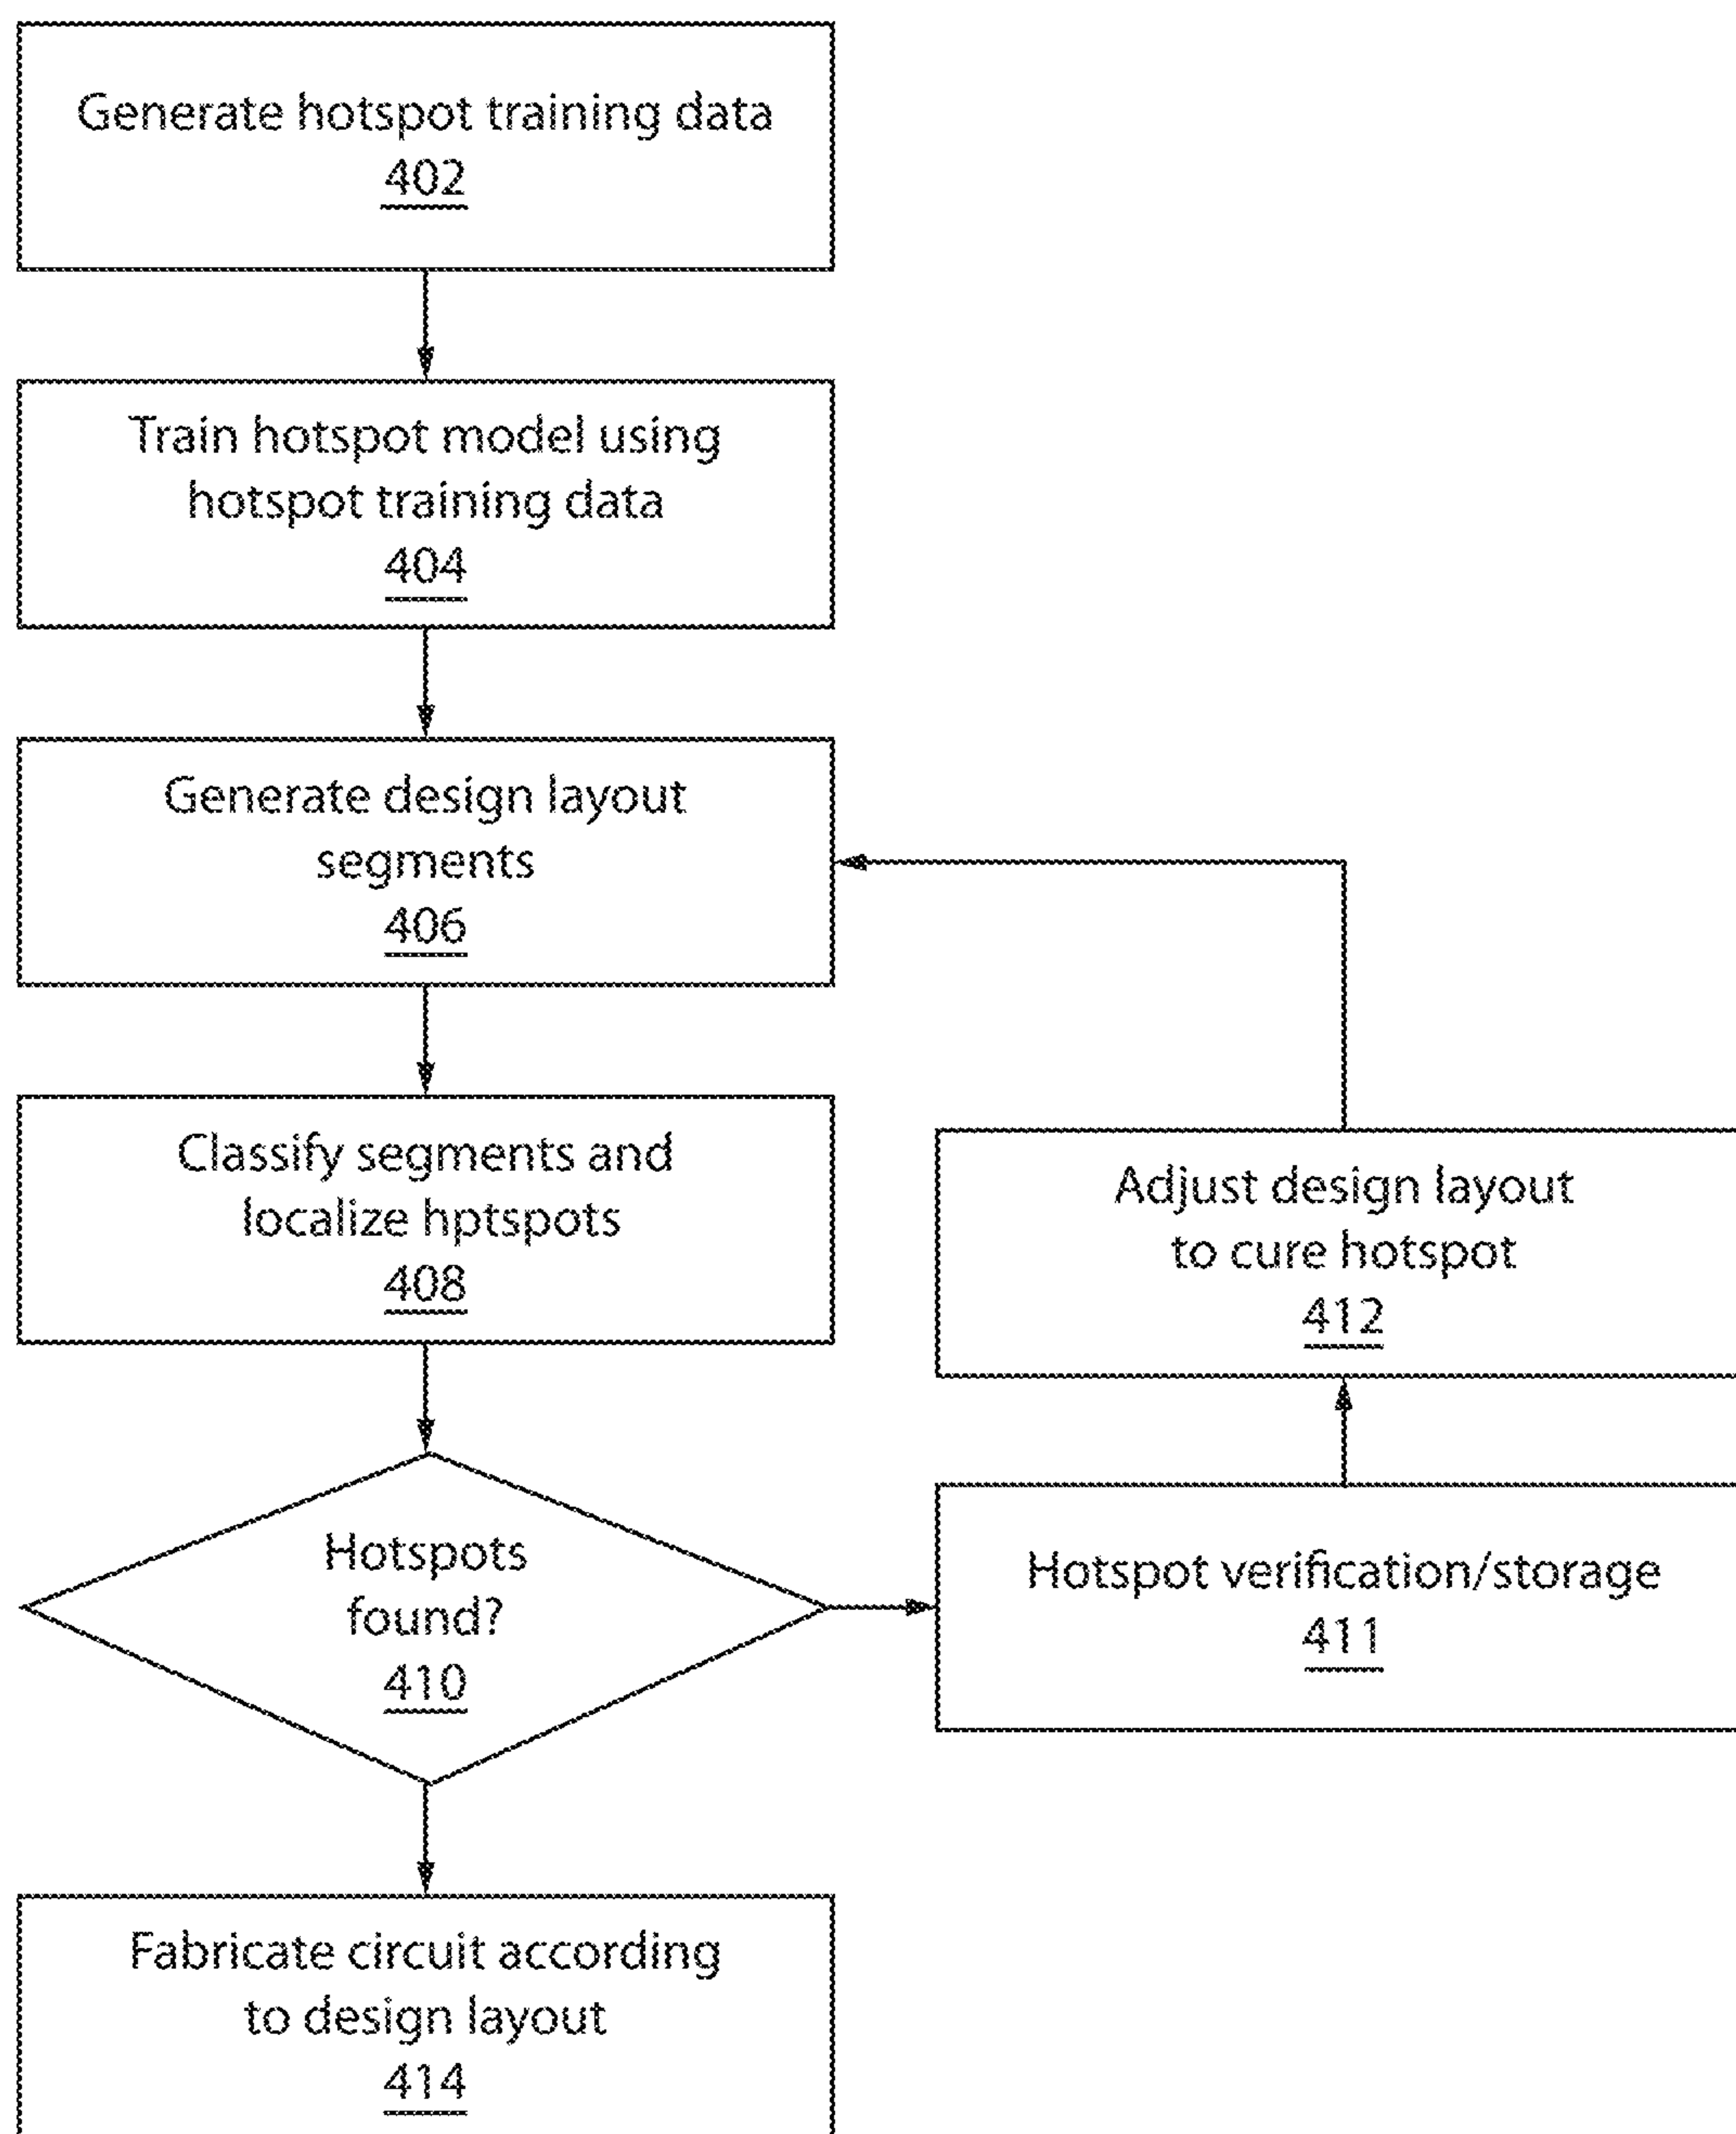 Generate hotspot training data
402
Train hotspot model using
hotspot training data
404
Generate design layout
segments
406
Classify segments and
localize hptspots
408
Adjust design layout
to cure hotspot
412
Hotspots
found?
410
Hotspot verification/storage
411
Fabricate circuit according
to design layout
414